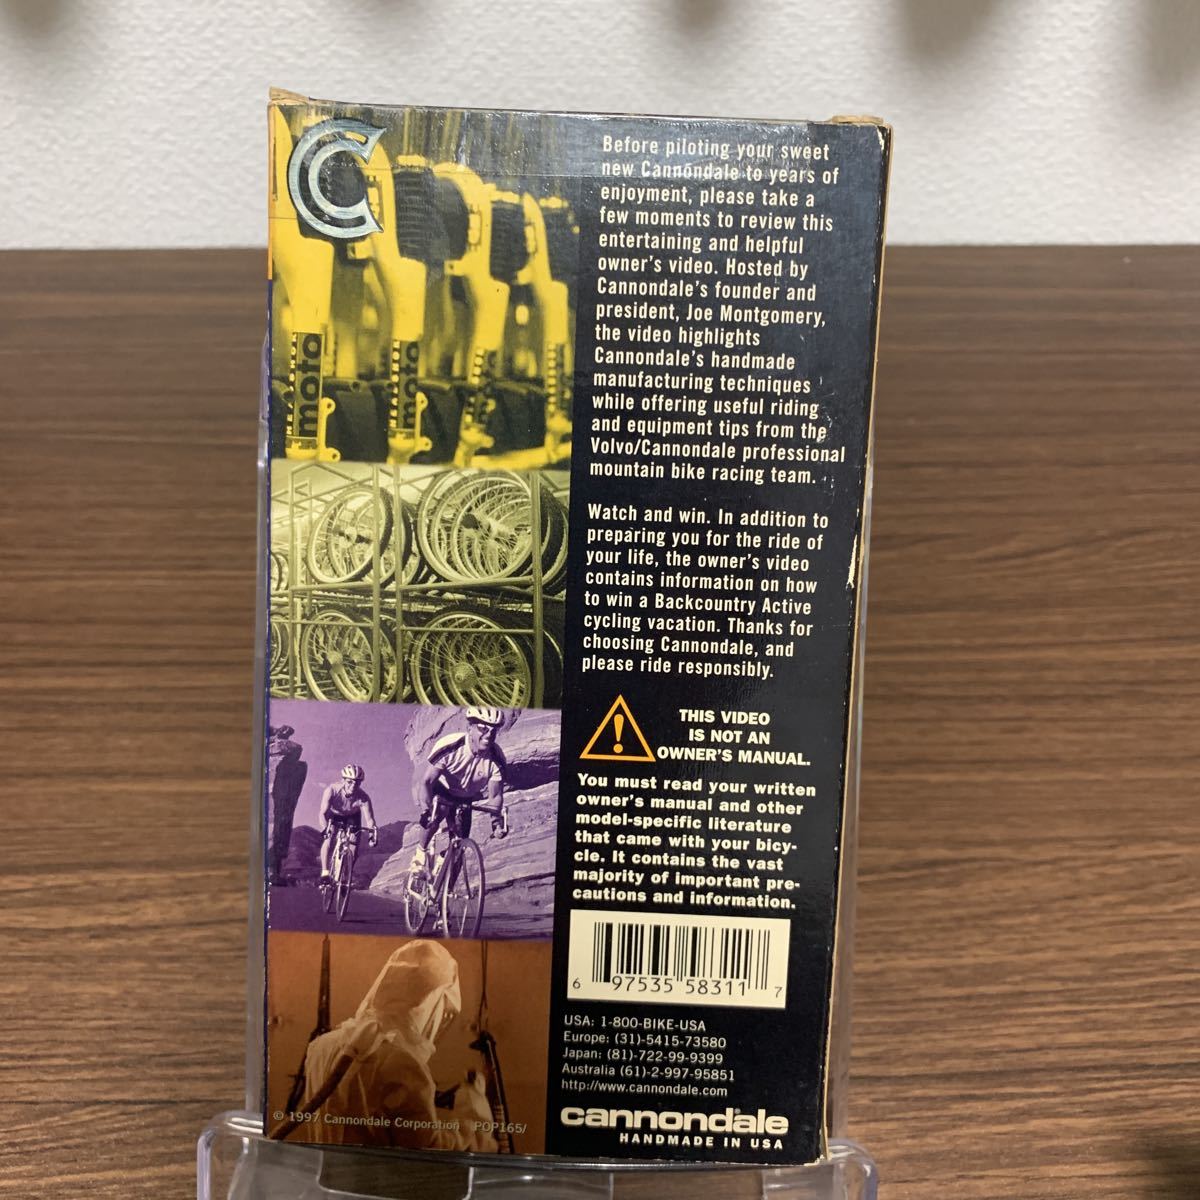 Before piloting your sweet
new Cannondale to years of
enjoyment, please take a
few moments to review this
entertaining and helpful
owner's video. Hosted by
Cannondale's founder and
president, Joe Montgomery,
the video highlights
Cannondale's handmade
manufacturing techniques
while offering useful riding
and equipment tips from the
Volvo/Cannondale professional
mountain bike racing team.
Watch and win. In addition to
preparing you for the ride of
your life, the owner's video
contains information on how
to win a Backcountry Active
cycling vacation. Thanks for
choosing Cannondale, and
please ride responsibly.
THIS VIDEO
IS NOT AN
OWNER'S MANUAL.
You must read your written
owner's manual and other
model-specific literature
that came with your bicy-
cle. It contains the vast
majority of important pre-
cautions and information.
6 97535 58311 7
USA: 1-800-BIKE-USA
Europe: (31)-5415-73580
Japan: (81)-722-99-9399
Australia (61)-2-997-95851
http://www.cannondale.com
cannondale
HANDMADE IN USA
© 1997 Cannondale Corporation POP165/
HEADSHOK
moto
HEADSHOK
moto